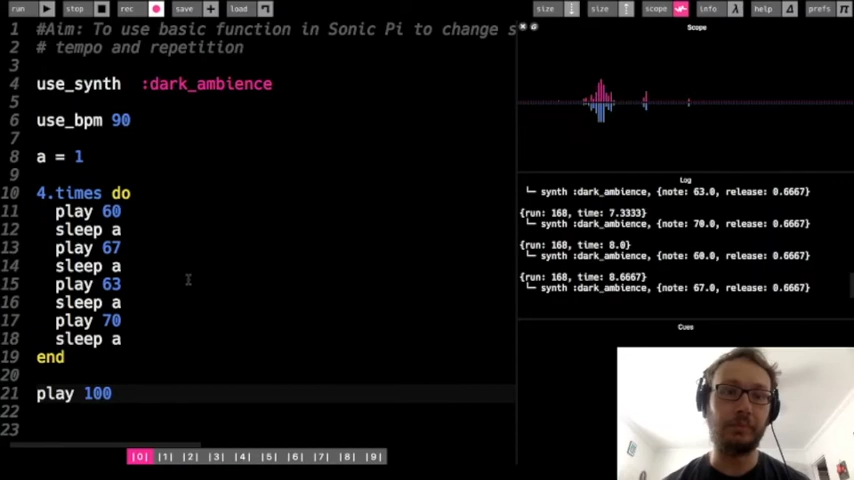 run stop rec save load size size scope info help prefs
1 #Aim: To use basic function in Sonic Pi to change s
2 # tempo and repetition
3
4 use_synth :dark_ambience
5
6 use_bpm 90
7
8 a = 1
9
10 4.times do
11 play 60
12 sleep a
13 play 67
14 sleep a
15 play 63
16 sleep a
17 play 70
18 sleep a
19 end
20
21 play 100
22
23
|0| |1| |2| |3| |4| |5| |6| |7| |8| |9|
Scope
Log
└─ synth :dark_ambience, {note: 63.0, release: 0.6667}
{run: 168, time: 7.3333}
└─ synth :dark_ambience, {note: 70.0, release: 0.6667}
{run: 168, time: 8.0}
└─ synth :dark_ambience, {note: 60.0, release: 0.6667}
{run: 168, time: 8.6667}
└─ synth :dark_ambience, {note: 67.0, release: 0.6667}
Cues